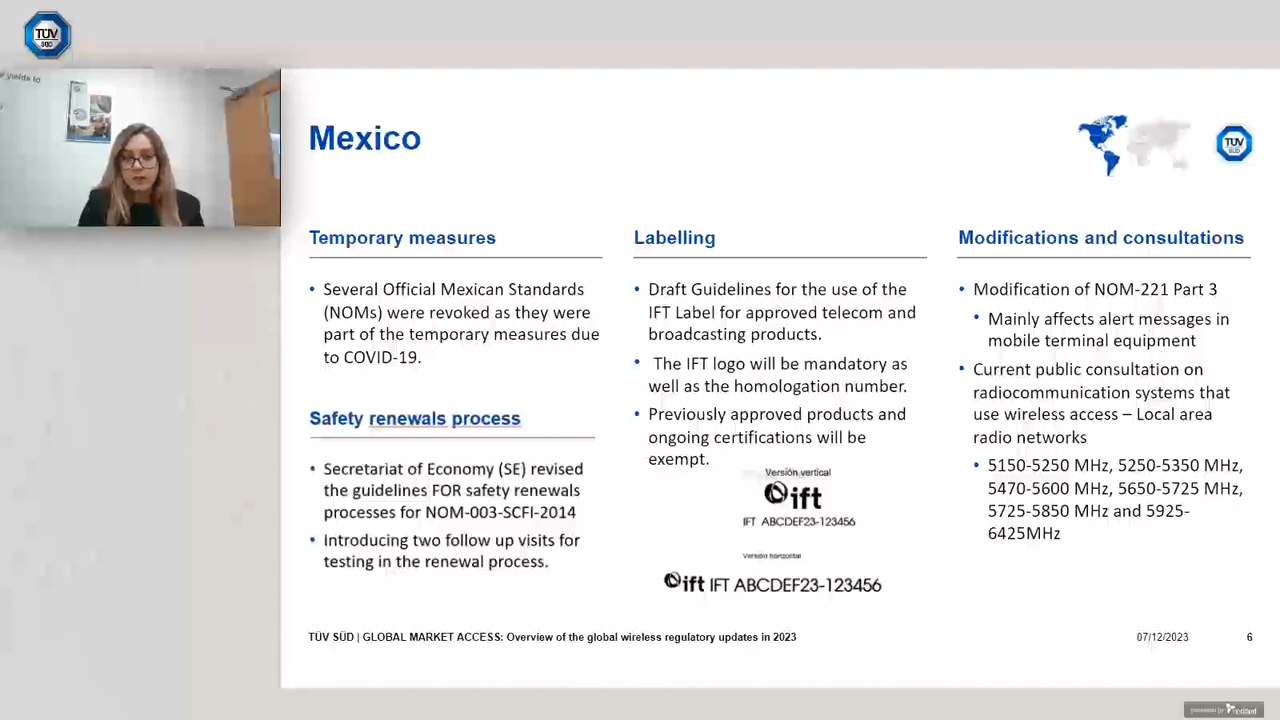 TÜV
SÜD
yields to
Mexico
TÜV
SÜD
Temporary measures
• Several Official Mexican Standards
(NOMs) were revoked as they were
part of the temporary measures due
to COVID-19.
Safety renewals process
• Secretariat of Economy (SE) revised
the guidelines FOR safety renewals
processes for NOM-003-SCFI-2014
• Introducing two follow up visits for
testing in the renewal process.
Labelling
• Draft Guidelines for the use of the
IFT Label for approved telecom and
broadcasting products.
• The IFT logo will be mandatory as
well as the homologation number.
• Previously approved products and
ongoing certifications will be
exempt.
Versión vertical
ift
IFT ABCDEF23-123456
Versión horizontal
ift IFT ABCDEF23-123456
Modifications and consultations
• Modification of NOM-221 Part 3
• Mainly affects alert messages in
mobile terminal equipment
• Current public consultation on
radiocommunication systems that
use wireless access – Local area
radio networks
• 5150-5250 MHz, 5250-5350 MHz,
5470-5600 MHz, 5650-5725 MHz,
5725-5850 MHz and 5925-
6425MHz
TÜV SÜD | GLOBAL MARKET ACCESS: Overview of the global wireless regulatory updates in 2023
07/12/2023
6
powered by